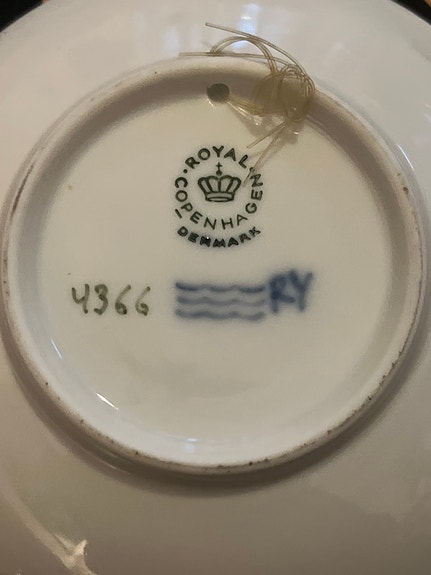 ROYAL
COPENHAGEN
DENMARK
4366
RY